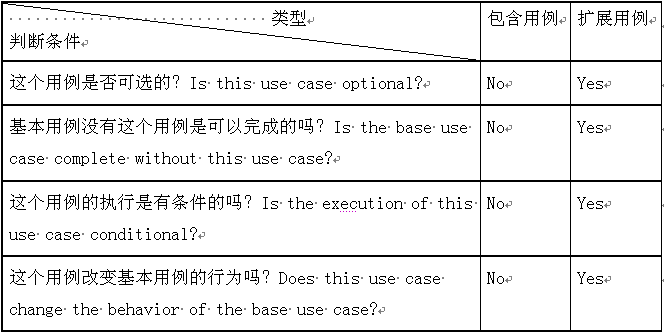 类型 包含用例 扩展用例
判断条件
这个用例是否可选的? Is this use case optional? No Yes
基本用例没有这个用例是可以完成的吗? Is the base use No Yes
case complete without this use case?
这个用例的执行是有条件的吗? Is the execution of this No Yes
use case conditional?
这个用例改变基本用例的行为吗? Does this use case No Yes
change the behavior of the base use case?